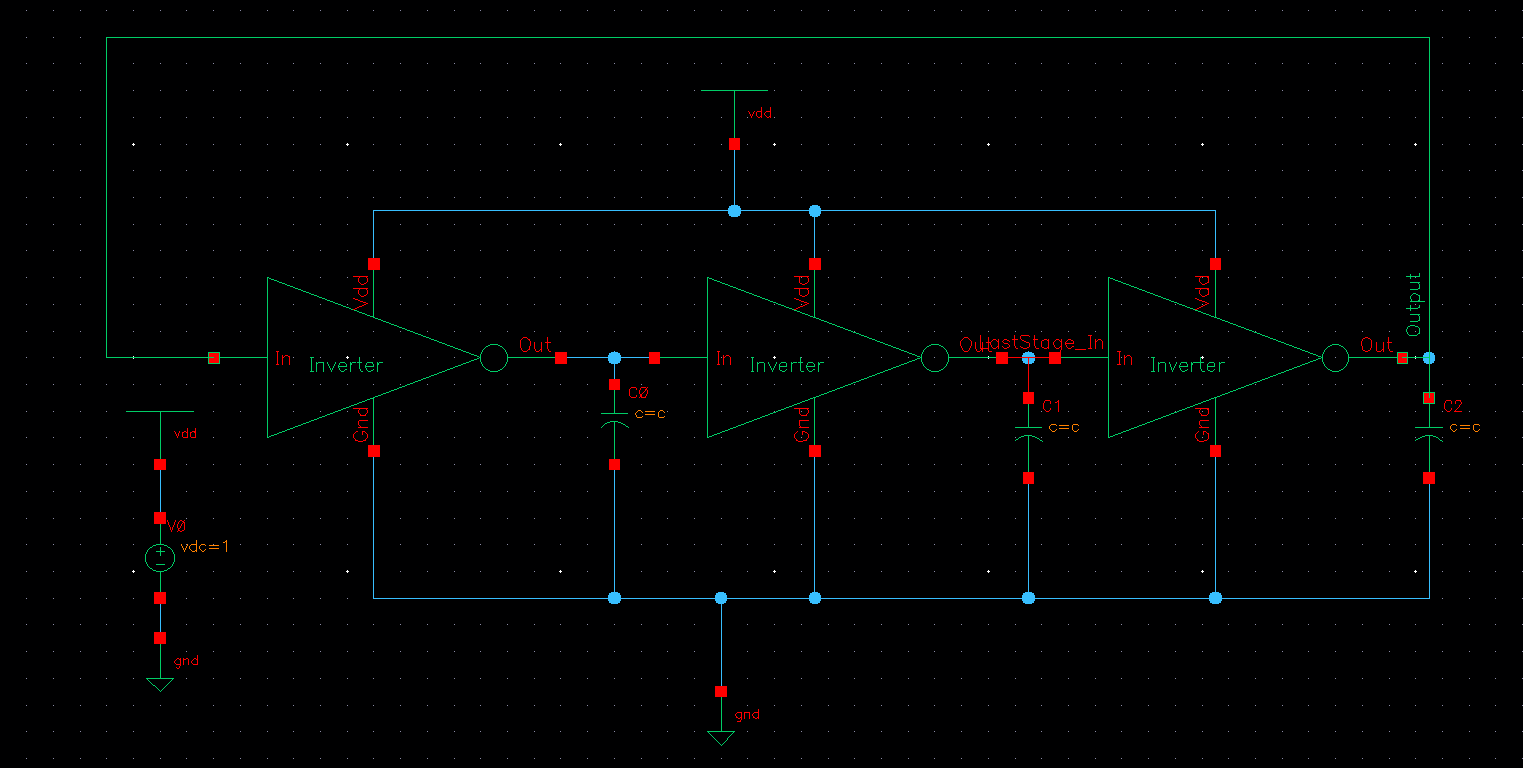 vdd
Vdd
Vdd
Vdd
Output
In
Inverter
Out
In
Inverter
Out
LastStage_In
In
Inverter
Out
Gnd
Gnd
Gnd
C0
c=c
C1
c=c
C2
c=c
vdd
V0
+
vdc=1
gnd
gnd